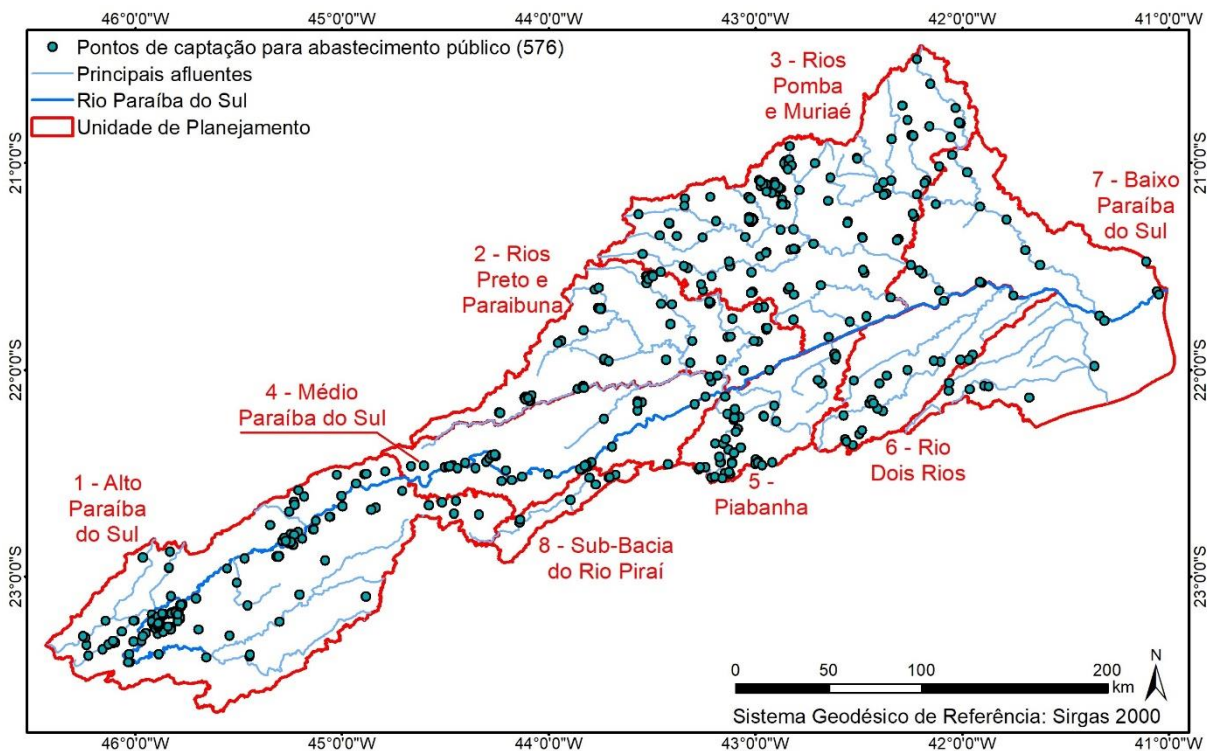 46°0'0"W 45°0'0"W 44°0'0"W 43°0'0"W 42°0'0"W 41°0'0"W
Pontos de captação para abastecimento público (576)
Principais afluentes
Rio Paraíba do Sul
Unidade de Planejamento
3 - Rios
Pomba
e Muriaé
21°0'0"S
21°0'0"S
7 - Baixo
Paraíba
do Sul
2 - Rios
Preto e
Paraibuna
22°0'0"S
22°0'0"S
4 - Médio
Paraíba do Sul
6 - Rio
Dois Rios
5 -
Piabanha
1 - Alto
Paraíba
do Sul
8 - Sub-Bacia
do Rio Piraí
23°0'0"S
23°0'0"S
N
0 50 100 200
km
Sistema Geodésico de Referência: Sirgas 2000
46°0'0"W 45°0'0"W 44°0'0"W 43°0'0"W 42°0'0"W 41°0'0"W